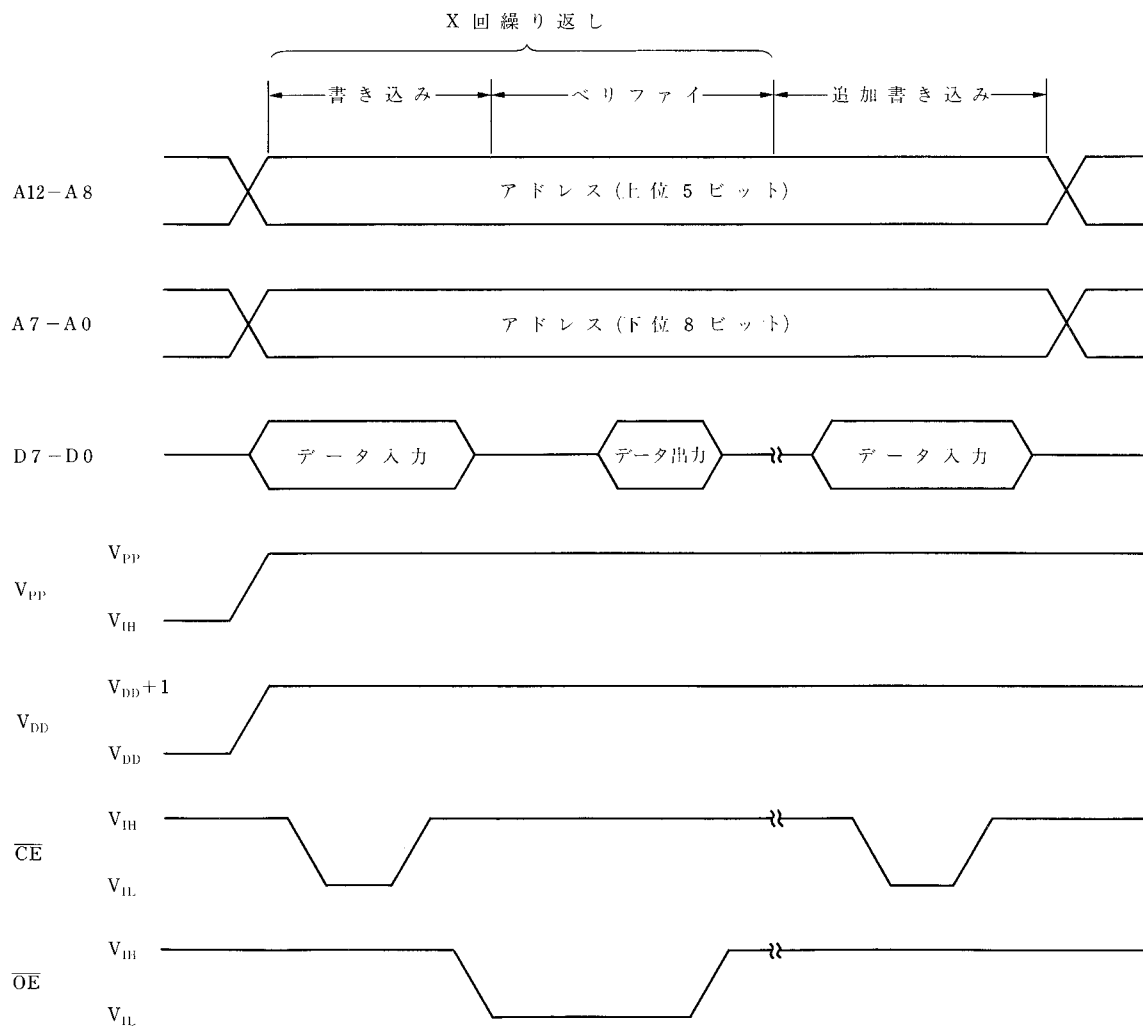 X 回繰り返し
書き込み ベリファイ 追加書き込み
A12-A8 アドレス(上位5ビット)
A7-A0 アドレス(下位8ビット)
D7-D0 データ入力 データ出力 データ入力
VPP
VPP
VIH
VDD+1
VDD
VDD
VIH
CE
VIL
VIH
OE
VIL